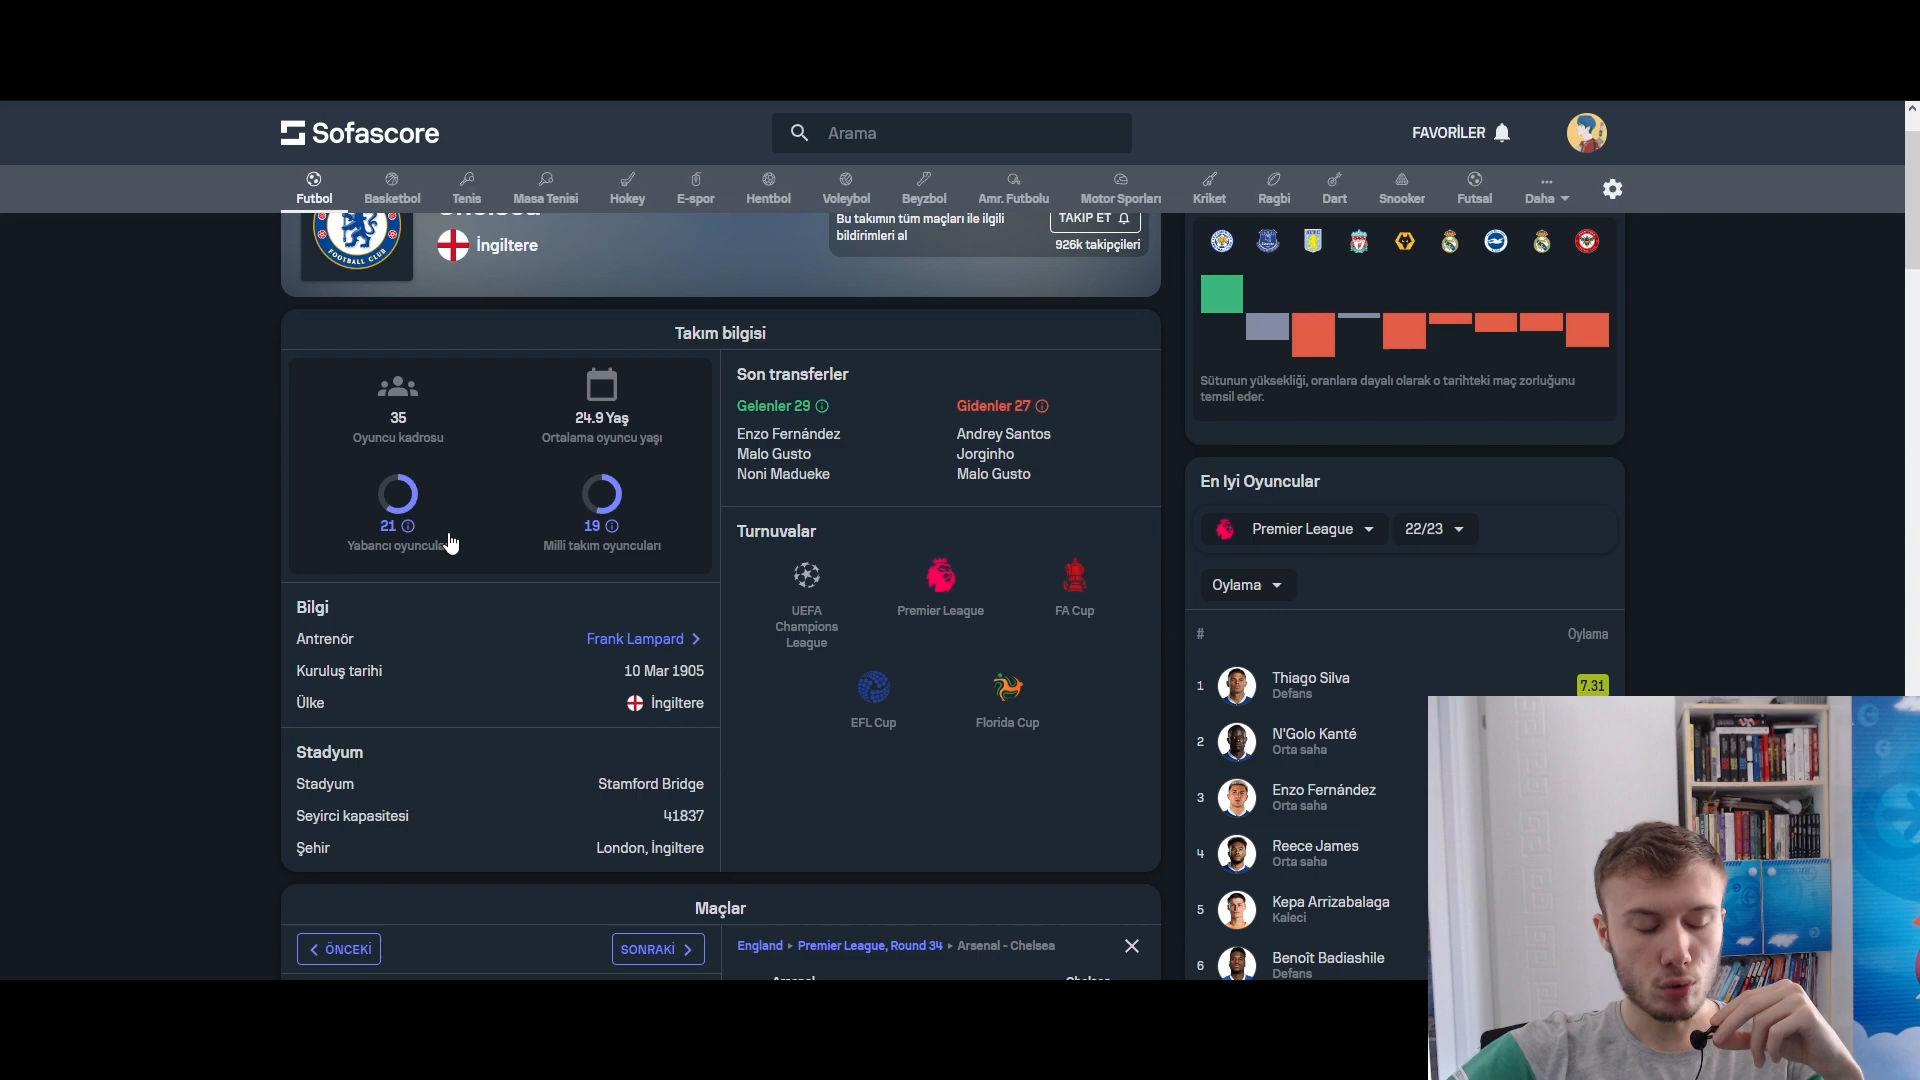 Sofascore
Arama
FAVORİLER
Futbol
Basketbol
Tenis
Masa Tenisi
Hokey
E-spor
Hentbol
Voleybol
Beyzbol
Amr. Futbolu
Motor Sporları
Kriket
Ragbi
Dart
Snooker
Futsal
Daha
Chelsea
İngiltere
FOOTBALL CLUB
Bu takımın tüm maçları ile ilgili
bildirimleri al
TAKIP ET
926k takipçileri
Takım bilgisi
35
Oyuncu kadrosu
24.9 Yaş
Ortalama oyuncu yaşı
21
Yabancı
19
Milli takım oyuncuları
Bilgi
Antrenör
Frank Lampard
Kuruluş tarihi
10 Mar 1905
Ülke
İngiltere
Stadyum
Stadyum
Stamford Bridge
Seyirci kapasitesi
41837
Şehir
London, İngiltere
Son transferler
Gelenler 29
Enzo Fernández
Malo Gusto
Noni Madueke
Gidenler 27
Andrey Santos
Jorginho
Malo Gusto
Turnuvalar
UEFA
Champions
League
Premier League
FA Cup
EFL Cup
Florida Cup
Maçlar
ÖNCEKİ
SONRAKİ
England
Premier League, Round 34
Arsenal - Chelsea
Arsenal
Chelsea
Sütunun yüksekliği, oranlara dayalı olarak o tarihteki maç zorluğunu
temsil eder.
En Iyi Oyuncular
Premier League
22/23
Oylama
#
Oylama
1
Thiago Silva
Defans
7.31
2
N'Golo Kanté
Orta saha
3
Enzo Fernández
Orta saha
4
Reece James
Orta saha
5
Kepa Arrizabalaga
Kaleci
6
Benoît Badiashile
Defans